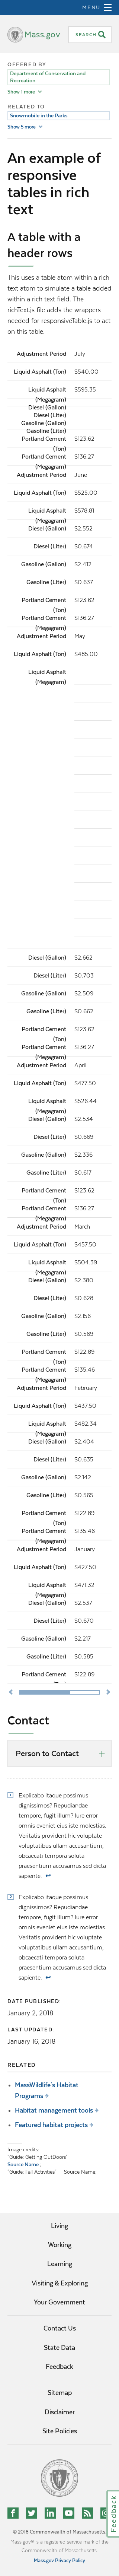 MENU
Mass.gov
SEARCH
OFFERED BY
Department of Conservation and
Recreation
Show 1 more
RELATED TO
Snowmobile in the Parks
Show 5 more
An example of
responsive
tables in rich
text
A table with a
header rows
This uses a table atom within a rich
text atom to simulate a table within a
text within a rich text field. The
richText.js file adds the wrappers
needed for responsiveTable.js to act
on this table.
Adjustment Period July
Liquid Asphalt (Ton) $540.00
Liquid Asphalt $595.35
(Megagram)
Diesel (Gallon)
Diesel (Liter)
Gasoline (Gallon)
Gasoline (Liter)
Portland Cement $123.62
(Ton)
Portland Cement $136.27
(Megagram)
Adjustment Period June
Liquid Asphalt (Ton) $525.00
Liquid Asphalt $578.81
(Megagram)
Diesel (Gallon) $2.552
Diesel (Liter) $0.674
Gasoline (Gallon) $2.412
Gasoline (Liter) $0.637
Portland Cement $123.62
(Ton)
Portland Cement $136.27
(Megagram)
Adjustment Period May
Liquid Asphalt (Ton) $485.00
Liquid Asphalt
(Megagram)
Diesel (Gallon) $2.662
Diesel (Liter) $0.703
Gasoline (Gallon) $2.509
Gasoline (Liter) $0.662
Portland Cement $123.62
(Ton)
Portland Cement $136.27
(Megagram)
Adjustment Period April
Liquid Asphalt (Ton) $477.50
Liquid Asphalt $526.44
(Megagram)
Diesel (Gallon) $2.534
Diesel (Liter) $0.669
Gasoline (Gallon) $2.336
Gasoline (Liter) $0.617
Portland Cement $123.62
(Ton)
Portland Cement $136.27
(Megagram)
Adjustment Period March
Liquid Asphalt (Ton) $457.50
Liquid Asphalt $504.39
(Megagram)
Diesel (Gallon) $2.380
Diesel (Liter) $0.628
Gasoline (Gallon) $2.156
Gasoline (Liter) $0.569
Portland Cement $122.89
(Ton)
Portland Cement $135.46
(Megagram)
Adjustment Period February
Liquid Asphalt (Ton) $437.50
Liquid Asphalt $482.34
(Megagram)
Diesel (Gallon) $2.404
Diesel (Liter) $0.635
Gasoline (Gallon) $2.142
Gasoline (Liter) $0.565
Portland Cement $122.89
(Ton)
Portland Cement $135.46
(Megagram)
Adjustment Period January
Liquid Asphalt (Ton) $427.50
Liquid Asphalt $471.32
(Megagram)
Diesel (Gallon) $2.537
Diesel (Liter) $0.670
Gasoline (Gallon) $2.217
Gasoline (Liter) $0.585
Portland Cement $122.89
Contact
Person to Contact +
1 Explicabo itaque possimus
dignissimos? Repudiandae
tempore, fugit illum? Iure error
omnis eveniet eius iste molestias.
Veritatis provident hic voluptate
voluptatibus ullam accusantium,
obcaecati tempora soluta
praesentium accusamus sed dicta
sapiente. ↩
2 Explicabo itaque possimus
dignissimos? Repudiandae
tempore, fugit illum? Iure error
omnis eveniet eius iste molestias.
Veritatis provident hic voluptate
voluptatibus ullam accusantium,
obcaecati tempora soluta
praesentium accusamus sed dicta
sapiente. ↩
DATE PUBLISHED
January 2, 2018
LAST UPDATED:
January 16, 2018
RELATED
• MassWildlife's Habitat
Programs +
• Habitat management tools +
• Featured habitat projects +
Image credits:
"Guide: Getting OutDoors" —
Source Name .
"Guide: Fall Activities" — Source Name.
Living
Working
Learning
Visiting & Exploring
Your Government
Contact Us
State Data
Feedback
Sitemap
Disclaimer
Site Policies
Feedback
© 2018 Commonwealth of Massachusetts.
Mass.gov® is a registered service mark of the
Commonwealth of Massachusetts.
Mass.gov Privacy Policy